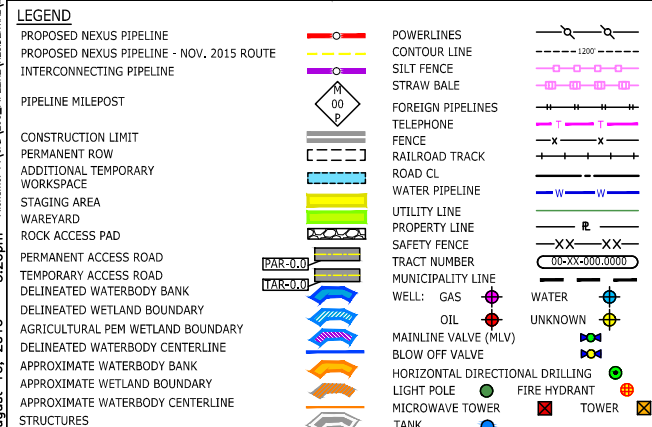 LEGEND
PROPOSED NEXUS PIPELINE
PROPOSED NEXUS PIPELINE - NOV. 2015 ROUTE
INTERCONNECTING PIPELINE
PIPELINE MILEPOST
M
00
P
CONSTRUCTION LIMIT
PERMANENT ROW
ADDITIONAL TEMPORARY
WORKSPACE
STAGING AREA
WAREYARD
ROCK ACCESS PAD
PERMANENT ACCESS ROAD
PAR-0.0
TEMPORARY ACCESS ROAD
TAR-0.0
DELINEATED WATERBODY BANK
DELINEATED WETLAND BOUNDARY
AGRICULTURAL PEM WETLAND BOUNDARY
DELINEATED WATERBODY CENTERLINE
APPROXIMATE WATERBODY BANK
APPROXIMATE WETLAND BOUNDARY
APPROXIMATE WATERBODY CENTERLINE
STRUCTURES
POWERLINES
CONTOUR LINE 1200'
SILT FENCE
STRAW BALE
FOREIGN PIPELINES
TELEPHONE T T
FENCE x x
RAILROAD TRACK
ROAD CL
WATER PIPELINE W W
UTILITY LINE
PROPERTY LINE PL
SAFETY FENCE XX XX
TRACT NUMBER 00-XX-000.0000
MUNICIPALITY LINE
WELL: GAS WATER
OIL UNKNOWN
MAINLINE VALVE (MLV)
BLOW OFF VALVE
HORIZONTAL DIRECTIONAL DRILLING
LIGHT POLE FIRE HYDRANT
MICROWAVE TOWER TOWER
TANK